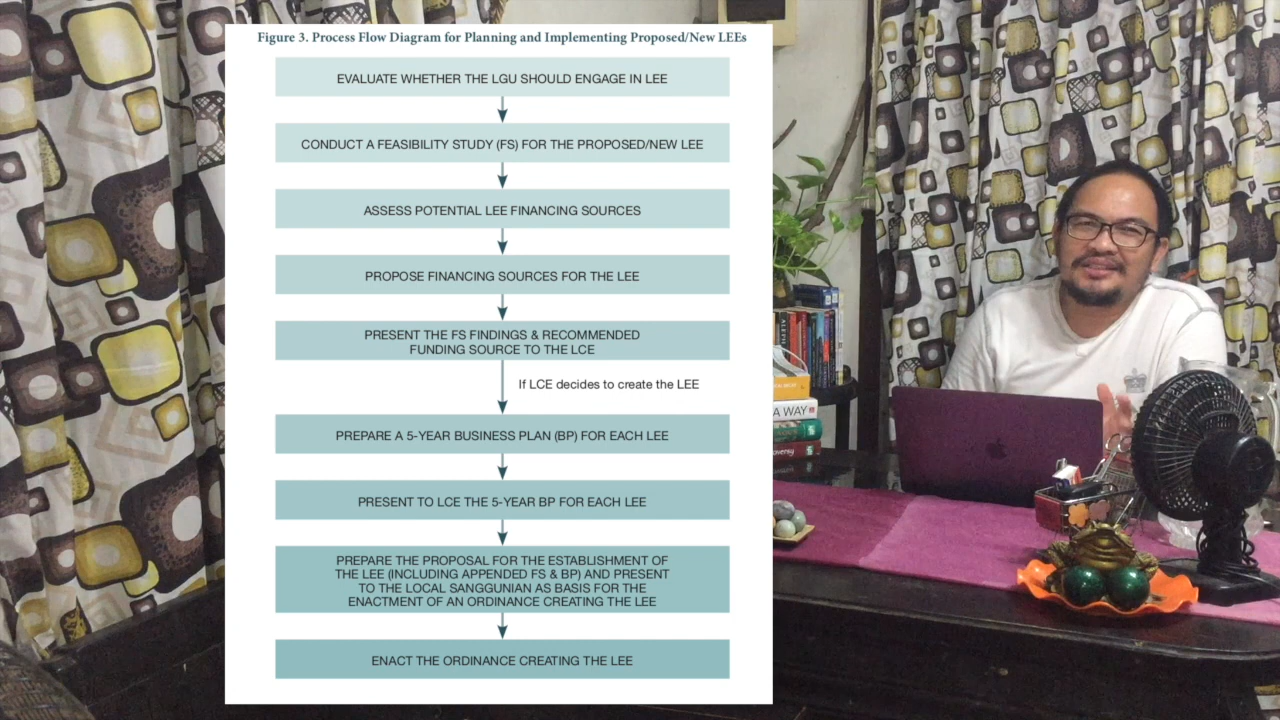 Figure 3. Process Flow Diagram for Planning and Implementing Proposed/New LEEs
EVALUATE WHETHER THE LGU SHOULD ENGAGE IN LEE
CONDUCT A FEASIBILITY STUDY (FS) FOR THE PROPOSED/NEW LEE
ASSESS POTENTIAL LEE FINANCING SOURCES
PROPOSE FINANCING SOURCES FOR THE LEE
PRESENT THE FS FINDINGS & RECOMMENDED
FUNDING SOURCE TO THE LCE
If LCE decides to create the LEE
PREPARE A 5-YEAR BUSINESS PLAN (BP) FOR EACH LEE
PRESENT TO LCE THE 5-YEAR BP FOR EACH LEE
PREPARE THE PROPOSAL FOR THE ESTABLISHMENT OF
THE LEE (INCLUDING APPENDED FS & BP) AND PRESENT
TO THE LOCAL SANGGUNIAN AS BASIS FOR THE
ENACTMENT OF AN ORDINANCE CREATING THE LEE
ENACT THE ORDINANCE CREATING THE LEE
ALEPH
A WAY